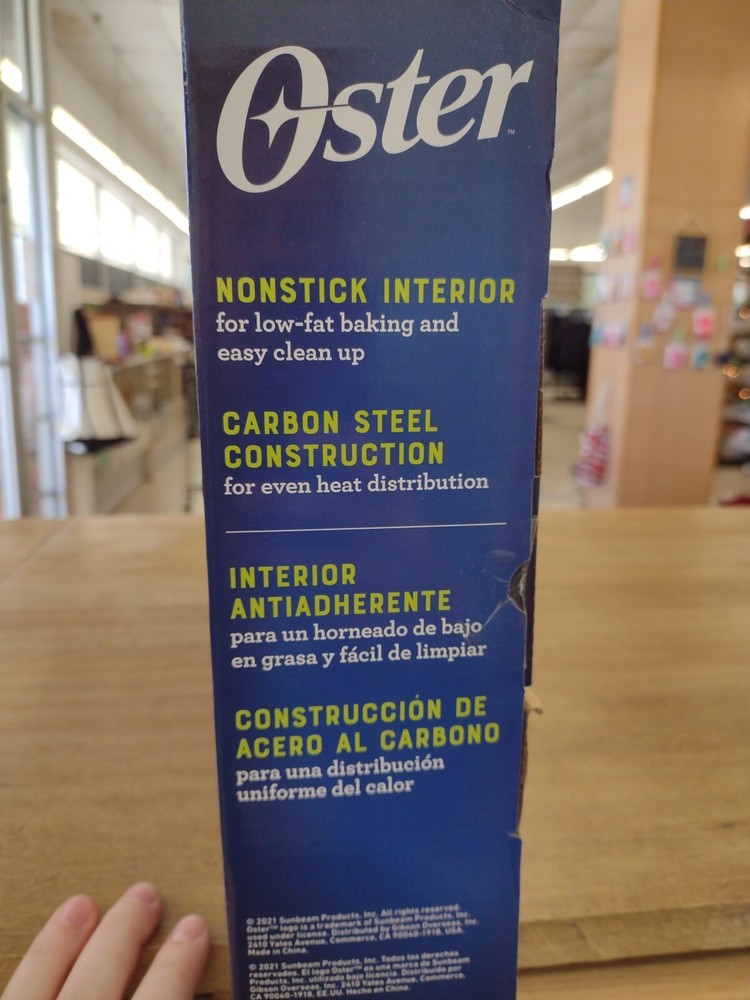 Oster™
NONSTICK INTERIOR
for low-fat baking and
easy clean up
CARBON STEEL
CONSTRUCTION
for even heat distribution
INTERIOR
ANTIADHERENTE
para un horneado de bajo
en grasa y fácil de limpiar
CONSTRUCCIÓN DE
ACERO AL CARBONO
para una distribución
uniforme del calor
© 2021 Sunbeam Products, Inc. All rights reserved.
Oster™ logo is a trademark of Sunbeam Products, Inc.
used under license. Distributed by Gibson Overseas, Inc.
2410 Yates Avenue, Commerce, CA 90040-1918, USA
Made in China.
© 2021 Sunbeam Products, Inc. Todos los derechos
reservados. El logo Oster™ es una marca de Sunbeam
Products, Inc. utilizado bajo licencia. Distribuido por
Gibson Overseas, Inc. 2410 Yates Avenue, Commerce,
CA 90040-1918, EE.UU. Hecho en China.